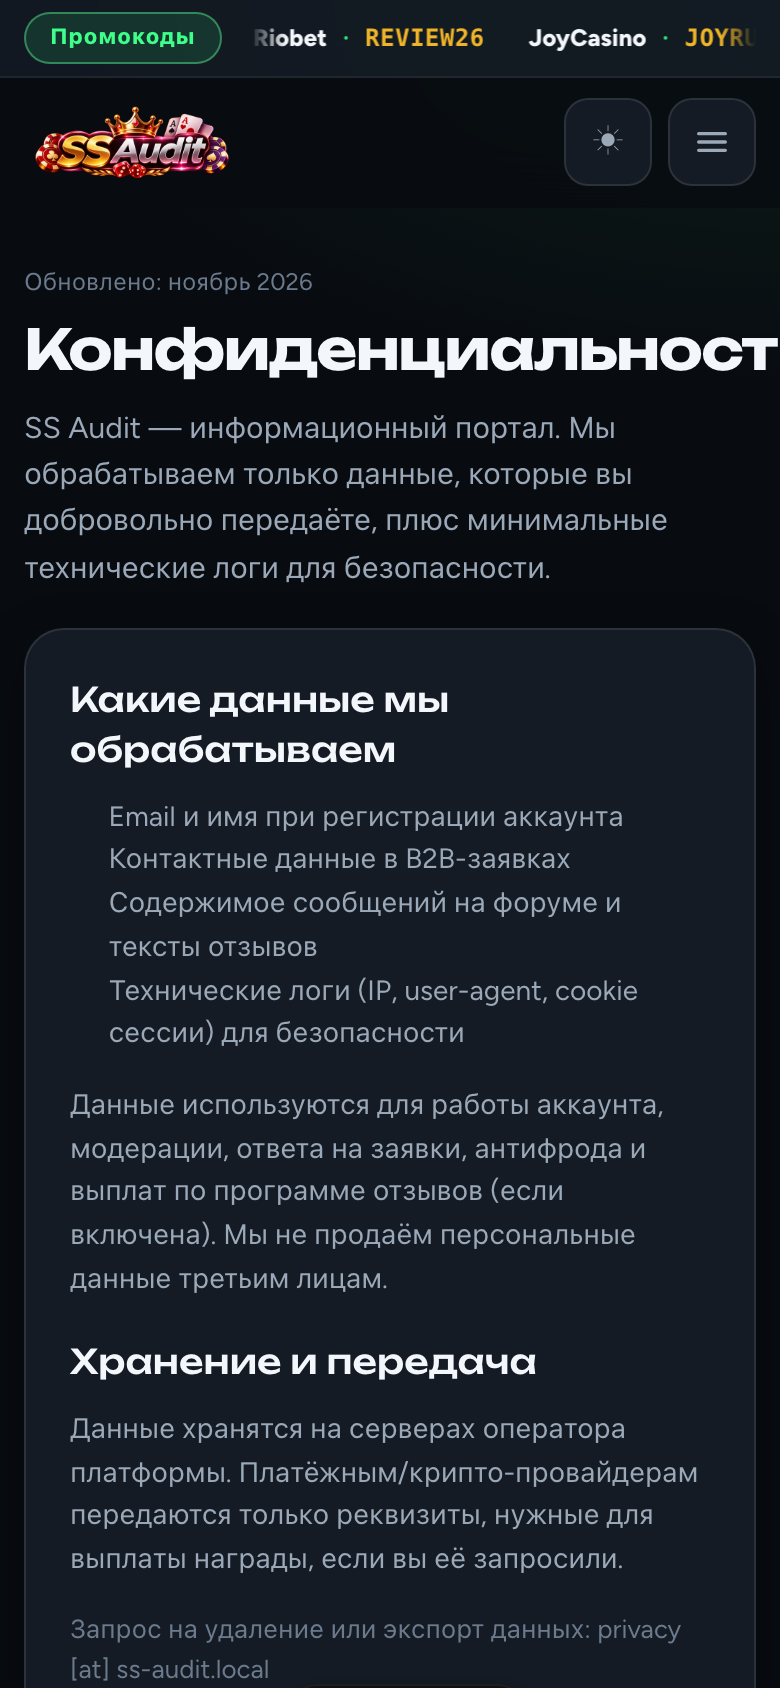 Промокоды Riobet · REVIEW26 JoyCasino · JOYRU
SSAudit
Обновлено: ноябрь 2026
Конфиденциальност
SS Audit — информационный портал. Мы
обрабатываем только данные, которые вы
добровольно передаёте, плюс минимальные
технические логи для безопасности.
Какие данные мы
обрабатываем
Email и имя при регистрации аккаунта
Контактные данные в B2B-заявках
Содержимое сообщений на форуме и
тексты отзывов
Технические логи (IP, user-agent, cookie
сессии) для безопасности
Данные используются для работы аккаунта,
модерации, ответа на заявки, антифрода и
выплат по программе отзывов (если
включена). Мы не продаём персональные
данные третьим лицам.
Хранение и передача
Данные хранятся на серверах оператора
платформы. Платёжным/крипто-провайдерам
передаются только реквизиты, нужные для
выплаты награды, если вы её запросили.
Запрос на удаление или экспорт данных: privacy
[at] ss-audit.local